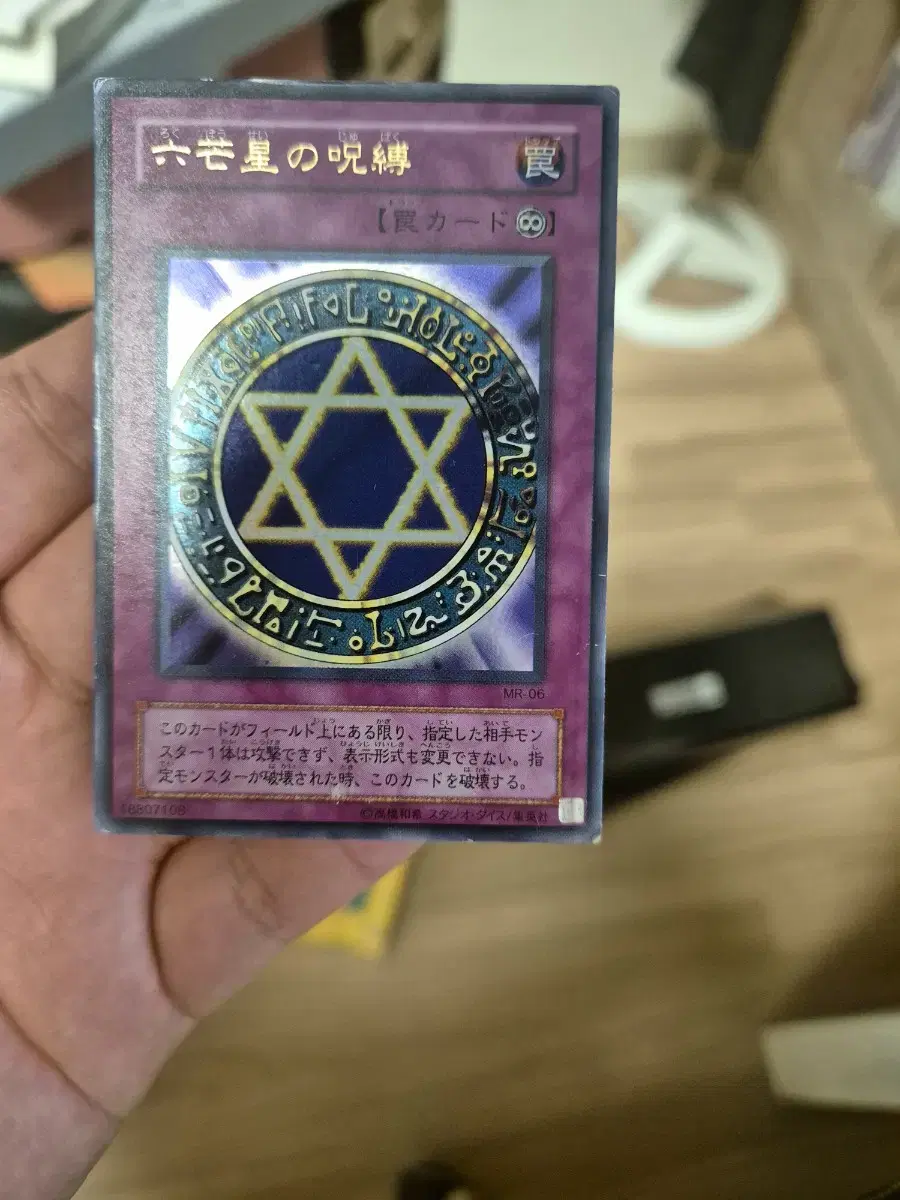 六芒星の呪縛
罠
【罠カード】
MR-06
このカードがフィールド上にある限り、指定した相手モン
スター1体は攻撃できず、表示形式も変更できない。指
定モンスターが破壊された時、このカードを破壊する。
18807108
©高橋和希 スタジオ・ダイス/集英社